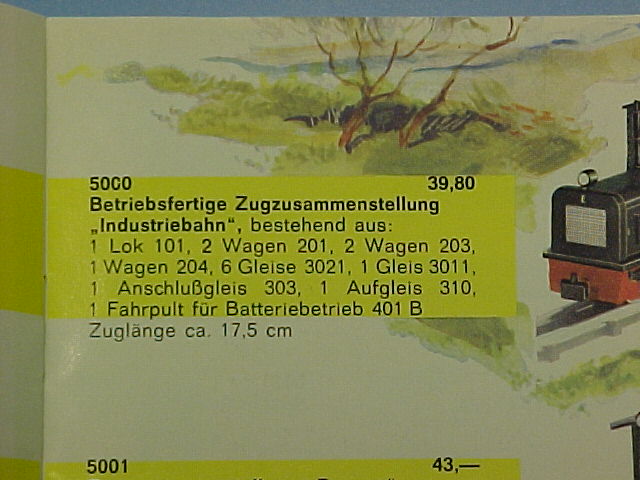 5000 39,80
Betriebsfertige Zugzusammenstellung
„Industriebahn“, bestehend aus:
1 Lok 101, 2 Wagen 201, 2 Wagen 203,
1 Wagen 204, 6 Gleise 3021, 1 Gleis 3011,
1 Anschlußgleis 303, 1 Aufgleis 310,
1 Fahrpult für Batteriebetrieb 401 B
Zuglänge ca. 17,5 cm
5001 43,—